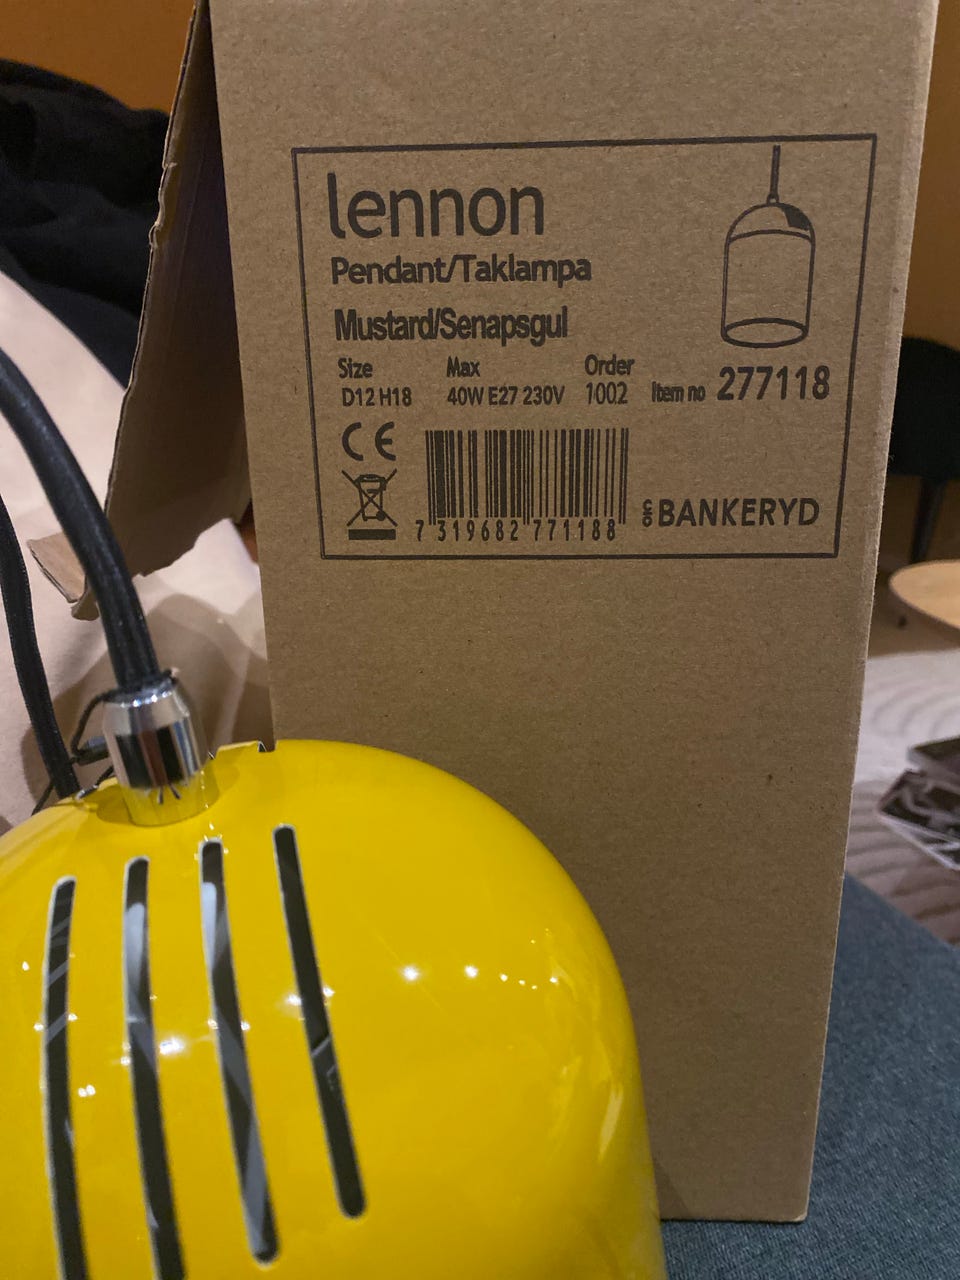 lennon
Pendant/Taklampa
Mustard/Senapsgul
Size Max Order
D12 H18 40W E27 230V 1002 Item no 277118
CE
7 319682 771188
BANKERYD